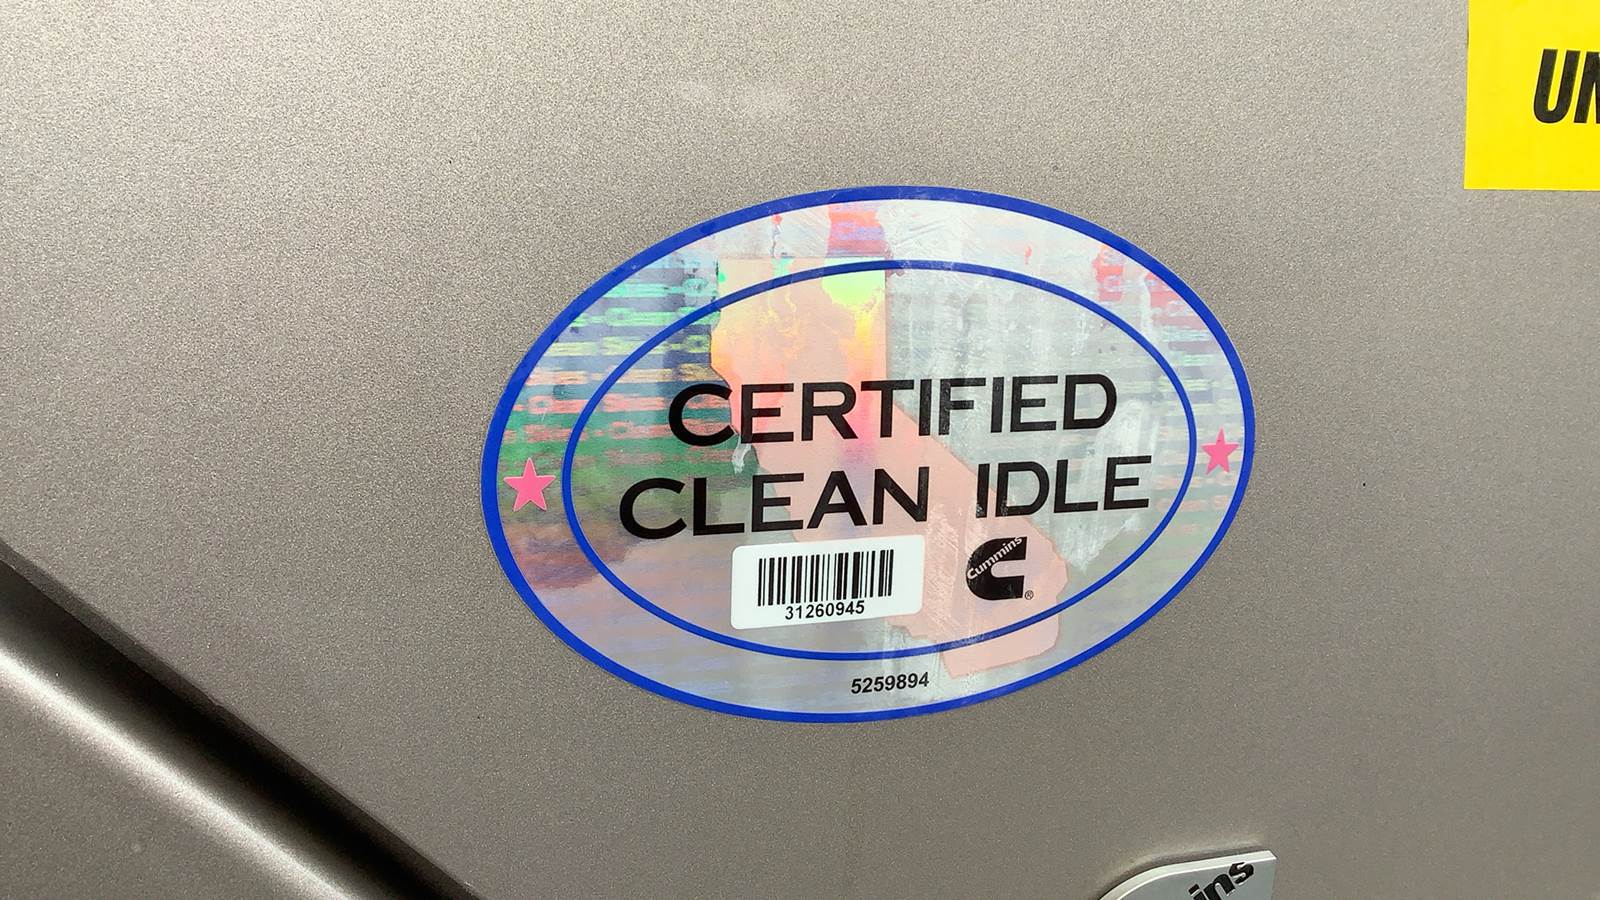 CERTIFIED
CLEAN IDLE
Cummins
®
31260945
5259894